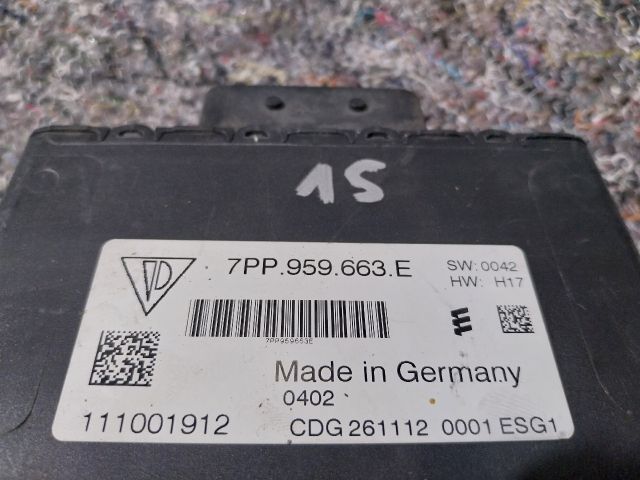 1S
7PP.959.663.E
SW:0042
HW: H17
7PP959663E
Made in Germany
0402
111001912
CDG 261112 0001 ESG1